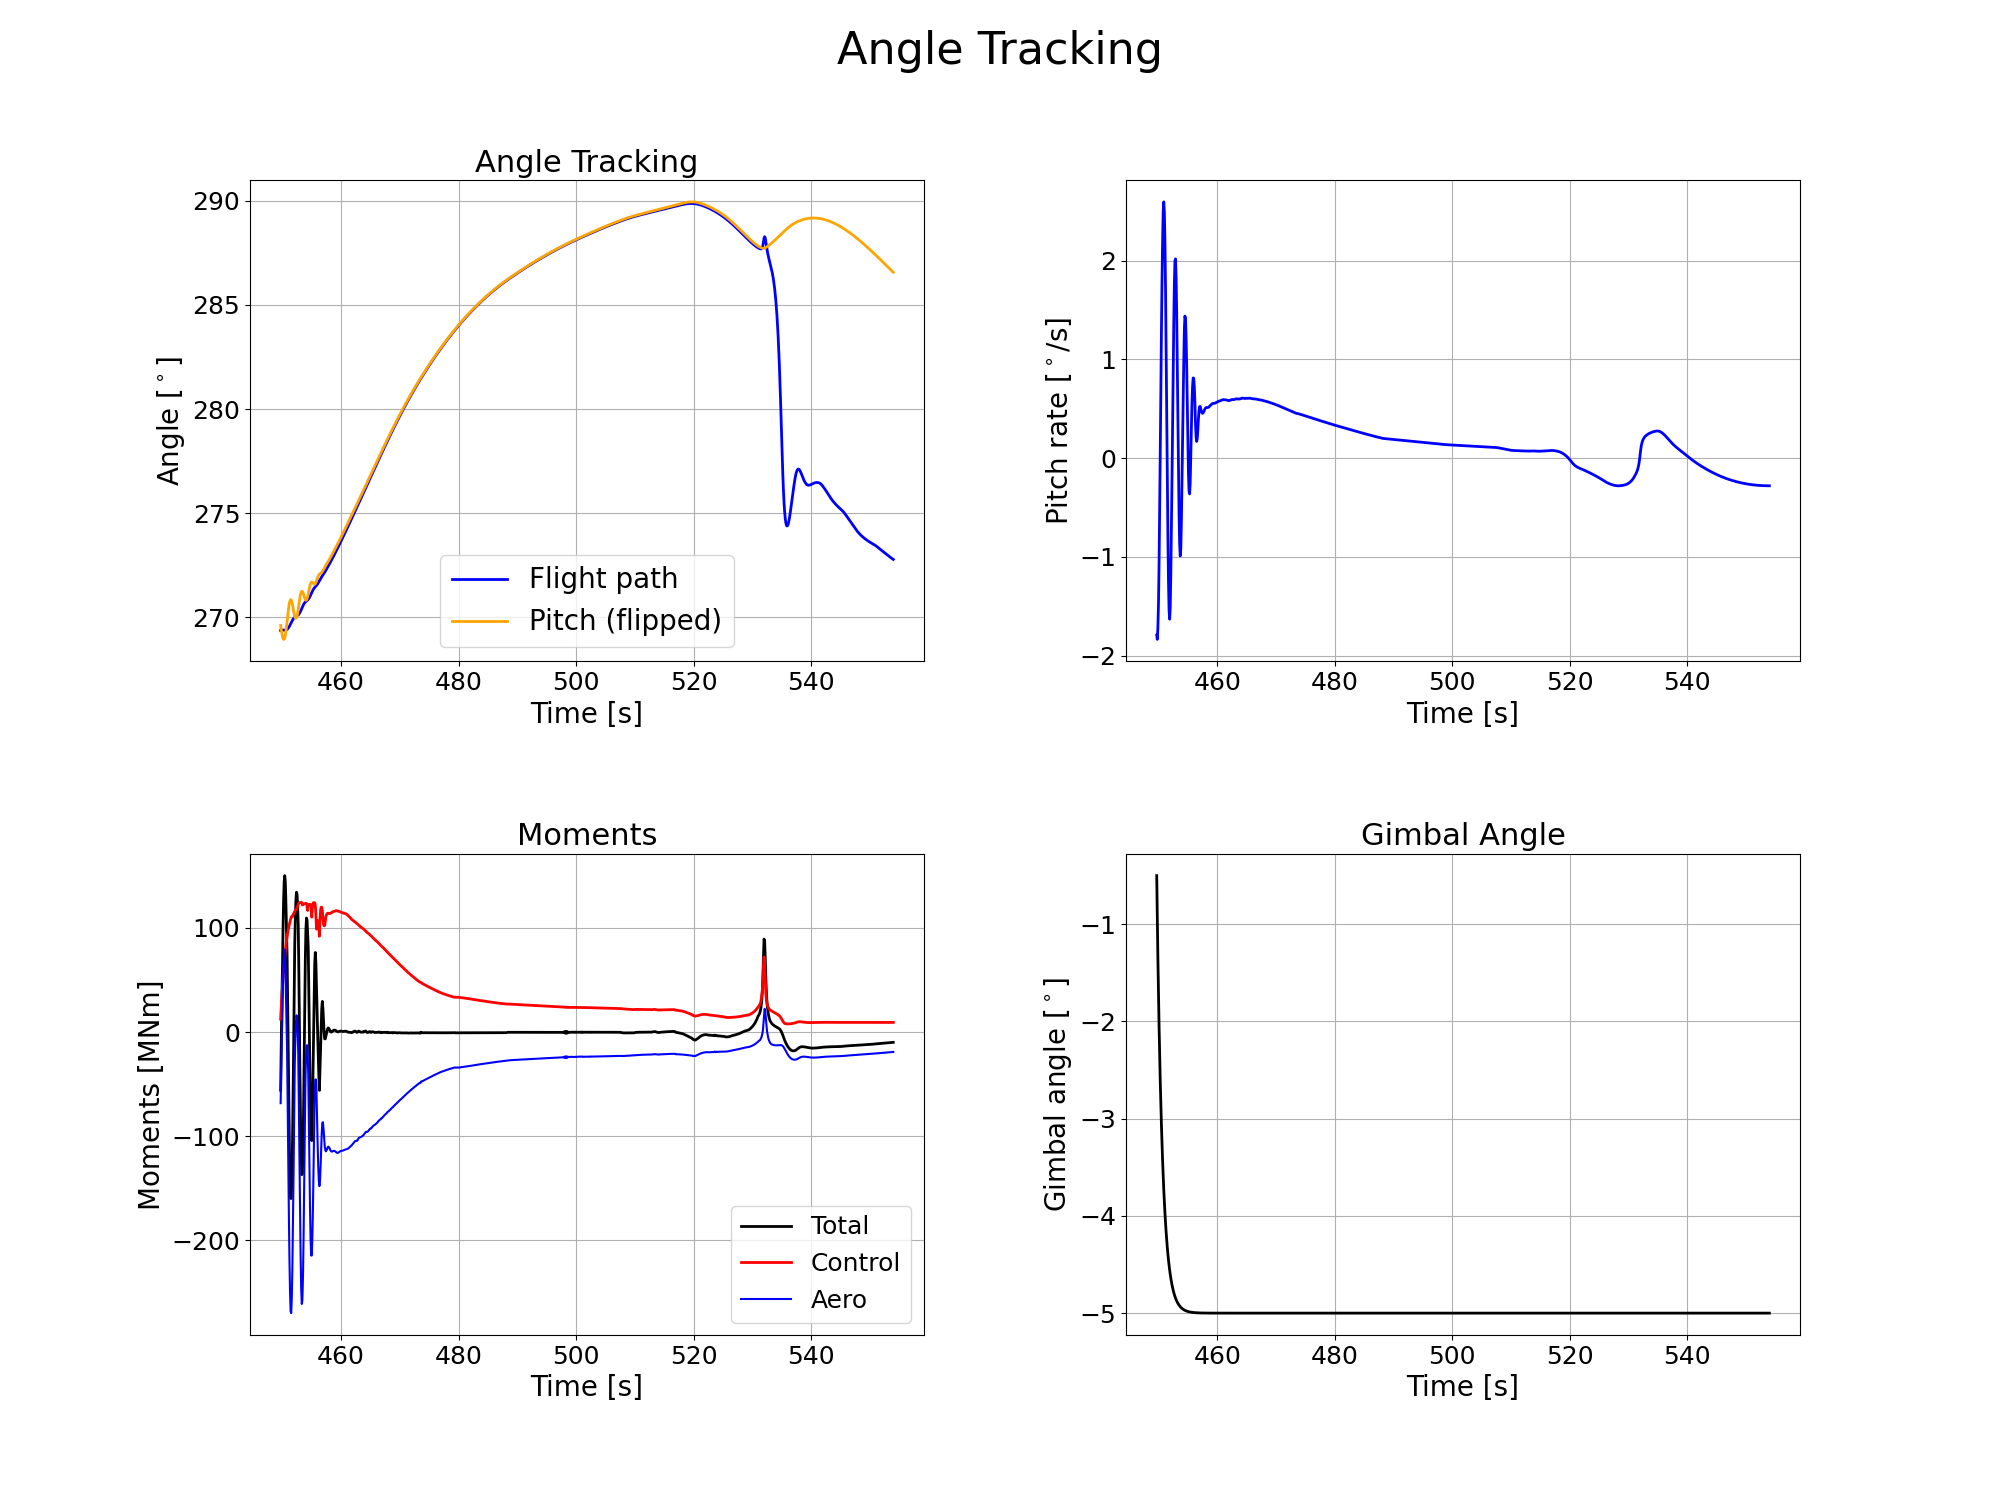 Angle Tracking
Angle Tracking
290
285
280
275
270
Angle [°]
Flight path
Pitch (flipped)
460 480 500 520 540
Time [s]
2
1
0
−1
−2
Pitch rate [°/s]
460 480 500 520 540
Time [s]
Moments
100
0
−100
−200
Moments [MNm]
Total
Control
Aero
460 480 500 520 540
Time [s]
Gimbal Angle
−1
−2
−3
−4
−5
Gimbal angle [°]
460 480 500 520 540
Time [s]